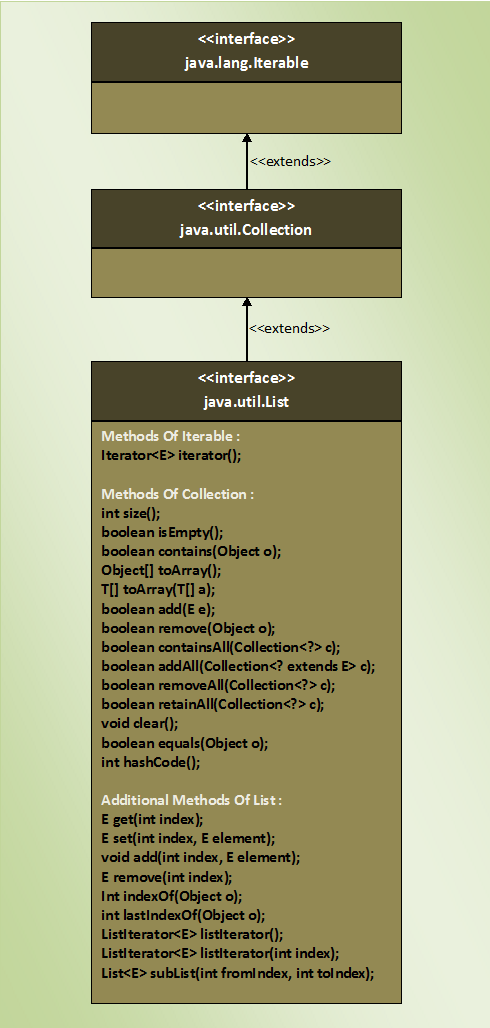 <<interface>>
java.lang.Iterable
<<extends>>
<<interface>>
java.util.Collection
<<extends>>
<<interface>>
java.util.List
Methods Of Iterable :
Iterator<E> iterator();
Methods Of Collection :
int size();
boolean isEmpty();
boolean contains(Object o);
Object[] toArray();
T[] toArray(T[] a);
boolean add(E e);
boolean remove(Object o);
boolean containsAll(Collection<?> c);
boolean addAll(Collection<? extends E> c);
boolean removeAll(Collection<?> c);
boolean retainAll(Collection<?> c);
void clear();
boolean equals(Object o);
int hashCode();
Additional Methods Of List :
E get(int index);
E set(int index, E element);
void add(int index, E element);
E remove(int index);
Int indexOf(Object o);
int lastIndexOf(Object o);
ListIterator<E> listIterator();
ListIterator<E> listIterator(int index);
List<E> subList(int fromIndex, int toIndex);